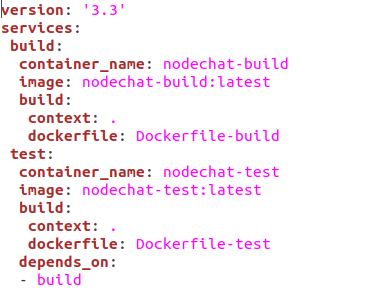 version: '3.3'
services:
 build:
  container_name: nodechat-build
  image: nodechat-build:latest
  build:
   context: .
   dockerfile: Dockerfile-build
 test:
  container_name: nodechat-test
  image: nodechat-test:latest
  build:
   context: .
   dockerfile: Dockerfile-test
  depends_on:
  - build